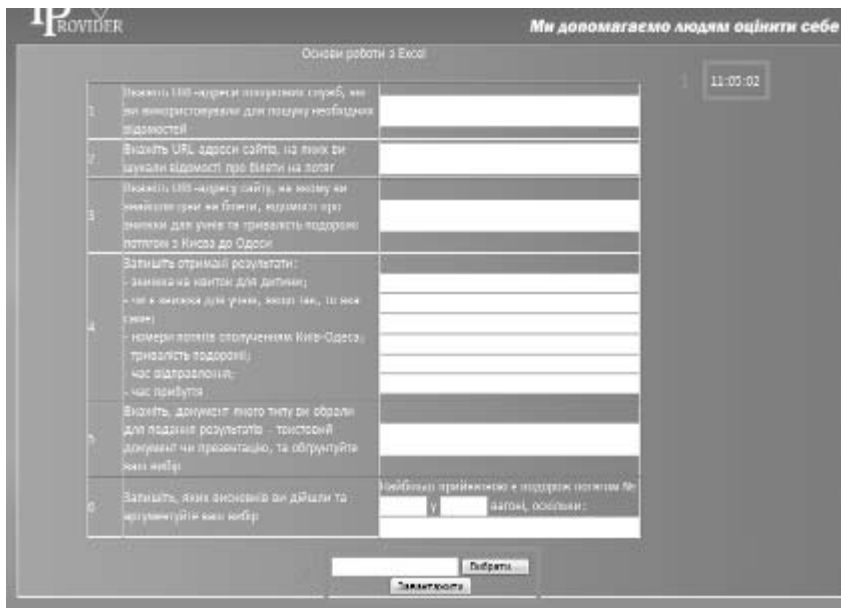 IPROVIDER
Ми допомагаємо людям оцінити себе
Основи роботи з Excel
11:05:02
1
Вкажіть URL-адреси пошукових служб, які
ви використовували для пошуку необхідних
відомостей
2
Вкажіть URL адреси сайтів, на яких ви
шукали відомості про білети на потяг
3
Вкажіть URL-адресу сайту, на якому ви
знайшли ціни на білети, відомості про
знижки для учнів та тривалість подорожі
потягом з Києва до Одеси
4
Запишіть отримані результати:
- знижка на квиток для дитини;
- чи є знижка для учнів, якщо так, то яка
саме;
- номери потягів сполученням Київ-Одеса;
тривалість подорожі;
час відправлення;
- час прибуття
5
Вкажіть, документ якого типу ви обрали
для подання результатів - текстовий
документ чи презентацію, та обґрунтуйте
ваш вибір
6
Запишіть, яких висновків ви дійшли та
аргументуйте ваш вибір
Найбільш прийнятною є подорож потягом №
у вагоні, оскільки:
Вибрати...
Завантажити